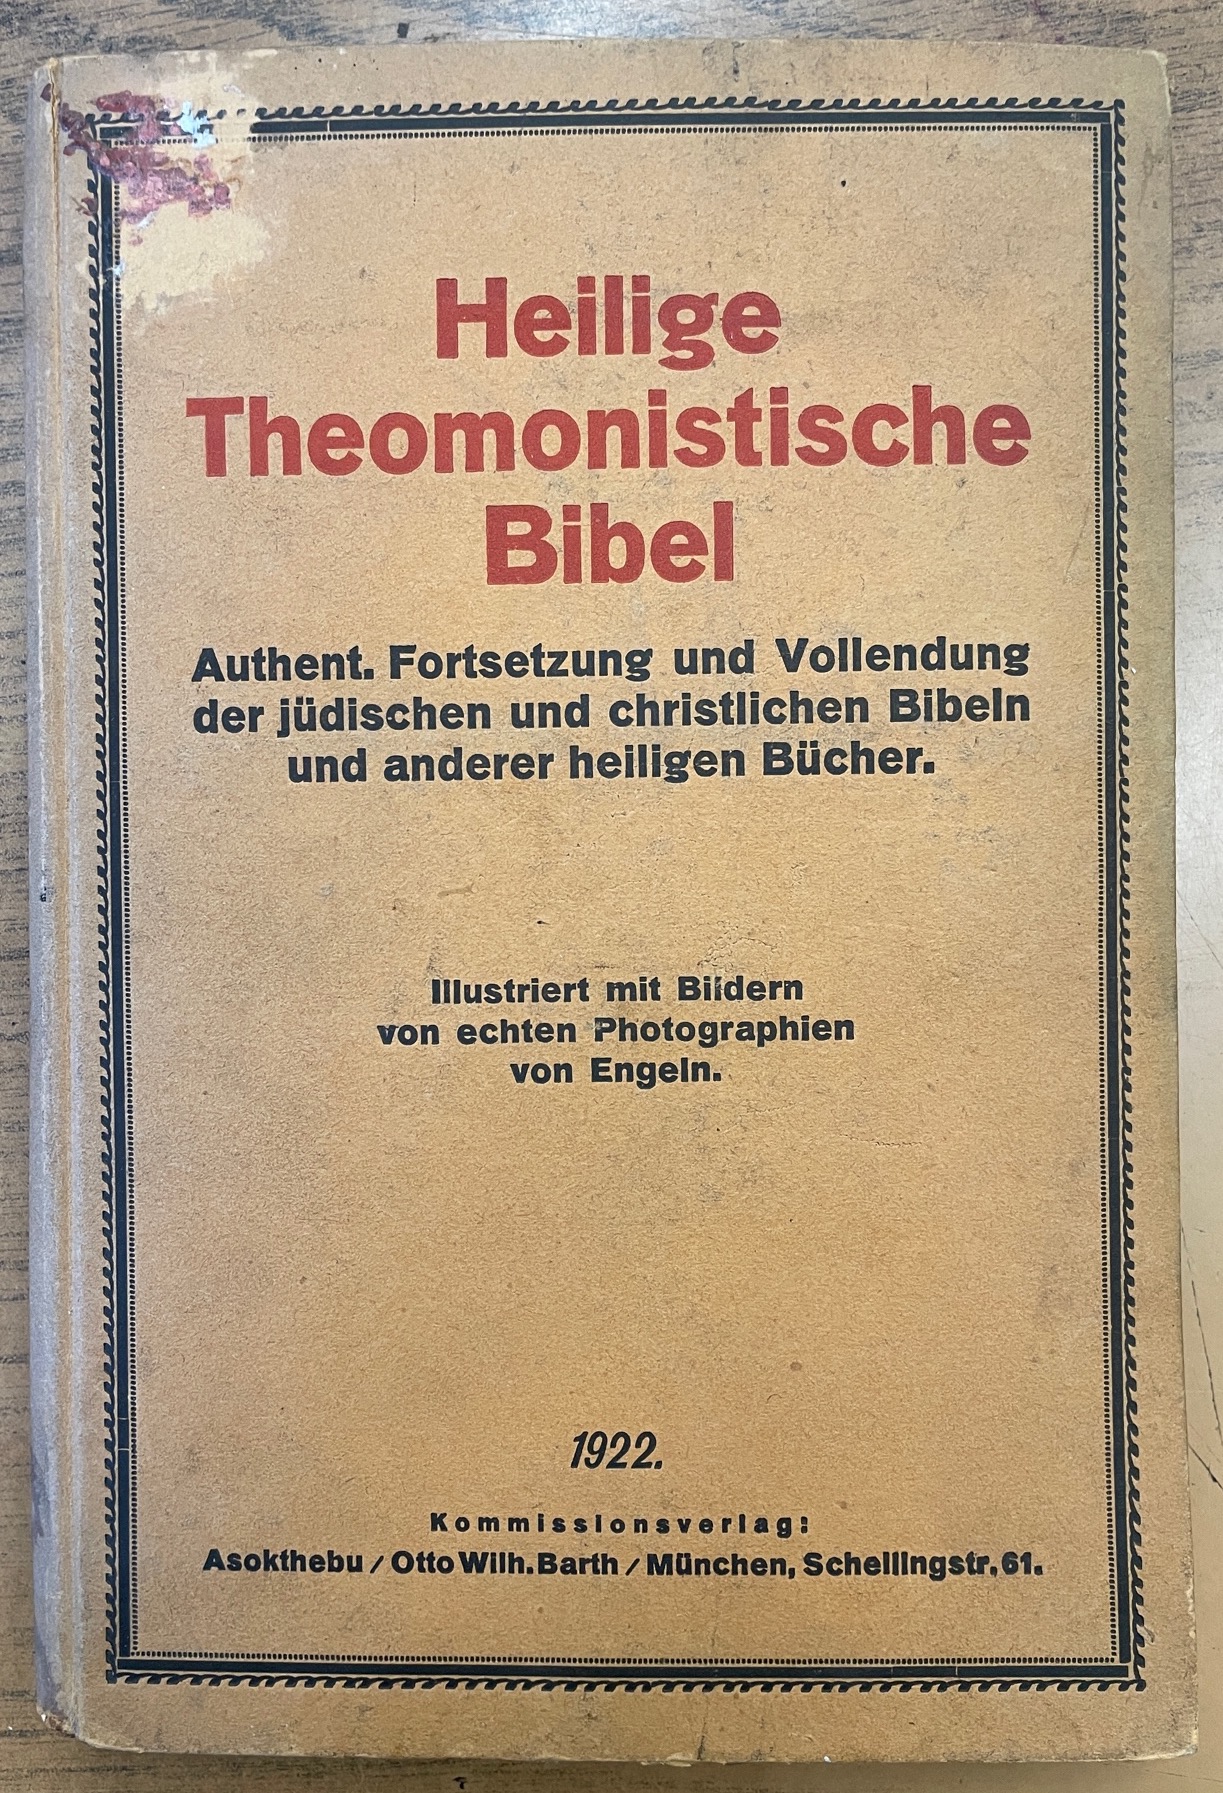 Heilige
Theomonistische
Bibel
Authent. Fortsetzung und Vollendung
der jüdischen und christlichen Bibeln
und anderer heiligen Bücher.
Illustriert mit Bildern
von echten Photographien
von Engeln.
1922.
Kommissionsverlag:
Asokthebu / Otto Wilh. Barth / München, Schellingstr. 61.